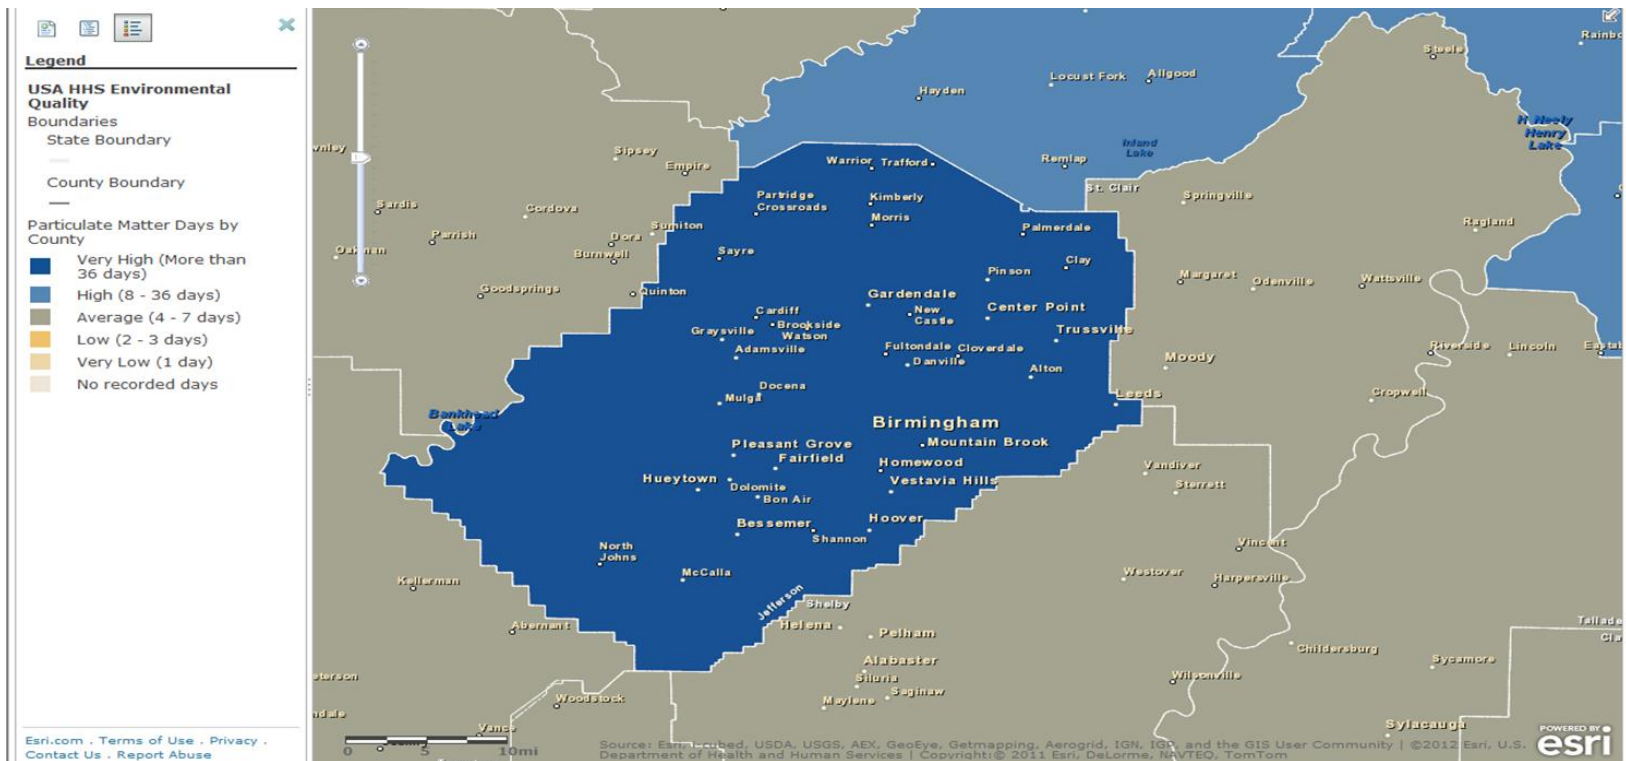 Legend
USA HHS Environmental
Quality
Boundaries
State Boundary
County Boundary
Particulate Matter Days by
County
Very High (More than
36 days)
High (8 - 36 days)
Average (4 - 7 days)
Low (2 - 3 days)
Very Low (1 day)
No recorded days
Esri.com . Terms of Use . Privacy .
Contact Us . Report Abuse
Steele
Locust Fork
Allgood
Hayden
H Neely
Henry
Lake
Inland
Lake
Sipsey
Empire
Warrior
Trafford
Remlap
St. Clair
Springville
Partridge
Crossroads
Kimberly
Sardis
Cordova
Morris
Ragland
Sumiton
Parrish
Dora
Palmerdale
Burnwell
Sayre
Clay
Pinson
Margaret
Odenville
Wattsville
Goodsprings
Quinton
Gardendale
Center Point
Cardiff
New
Castle
Brookside
Watson
Graysville
Trussville
Adamsville
Fultondale
Cloverdale
Danville
Moody
Riverside
Lincoln
Alton
Docena
Mulga
Leeds
Cropwell
Bankhead
Lake
Birmingham
Mountain Brook
Pleasant Grove
Fairfield
Homewood
Vandiver
Hueytown
Dolomite
Vestavia Hills
Sterrett
Bon Air
Bessemer
Hoover
Shannon
North
Johns
Vincent
McCalla
Westover
Harpersville
Kellerman
Jefferson
Shelby
Abernant
Helena
Pelham
Childersburg
Alabaster
Sycamore
Siluria
Wilsonville
Saginaw
Woodstock
Maylene
Sylacauga
0 5 10mi
Source: Esri, USDA, USGS, AEX, GeoEye, Getmapping, Aerogrid, IGN, IGP, and the GIS User Community | ©2012 Esri, U.S.
Department of Health and Human Services | Copyright:© 2011 Esri, DeLorme, NAVTEQ, TomTom
POWERED BY
esri